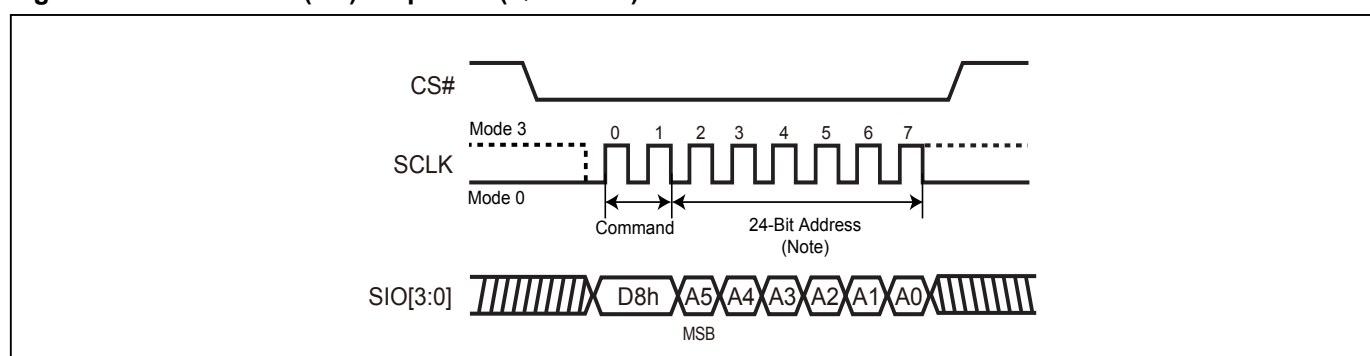 CS#
Mode 3
0 1 2 3 4 5 6 7
SCLK
Mode 0
Command
24-Bit Address
(Note)
SIO[3:0] D8h A5 A4 A3 A2 A1 A0
MSB